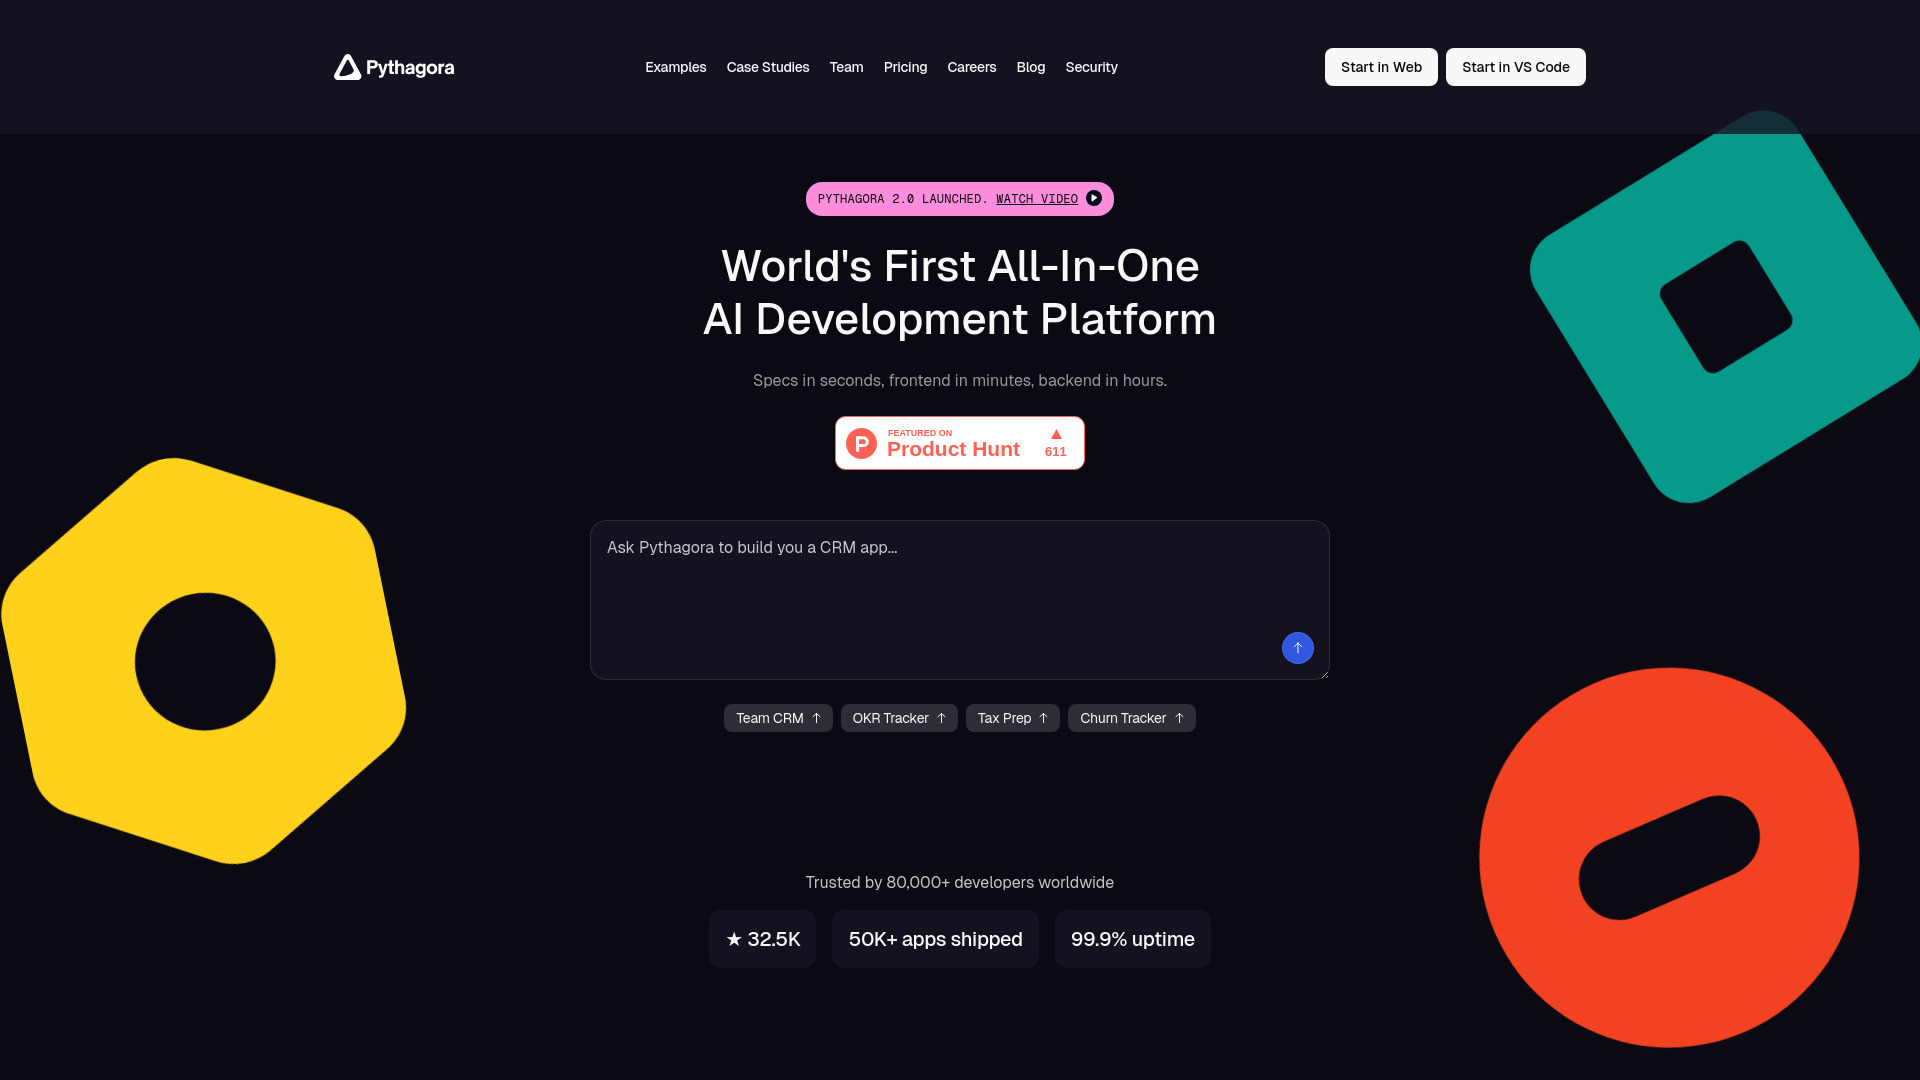 Pythagora
Examples Case Studies Team Pricing Careers Blog Security
Start in Web Start in VS Code
PYTHAGORA 2.0 LAUNCHED. WATCH VIDEO
World's First All-In-One
AI Development Platform
Specs in seconds, frontend in minutes, backend in hours.
P FEATURED ON
Product Hunt
611
Ask Pythagora to build you a CRM app...
↑
Team CRM ↑ OKR Tracker ↑ Tax Prep ↑ Churn Tracker ↑
Trusted by 80,000+ developers worldwide
★ 32.5K 50K+ apps shipped 99.9% uptime